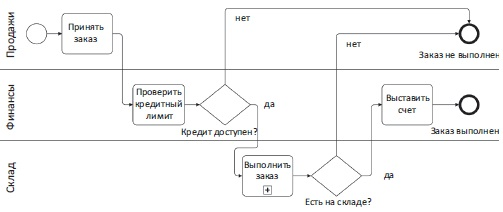 Продажи
Принять
заказ
нет
нет
Заказ не выполнен
Финансы
Проверить
кредитный
лимит
да
Кредит доступен?
Выставить
счет
Заказ выполнен
Склад
Выполнить
заказ
да
Есть на складе?